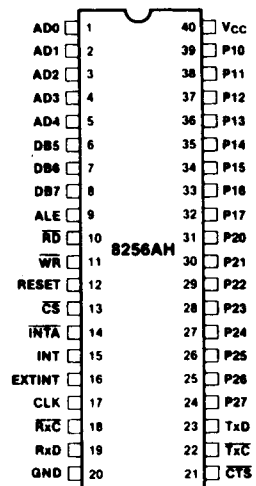 AD0 1 40 Vcc
AD1 2 39 P10
AD2 3 38 P11
AD3 4 37 P12
AD4 5 36 P13
DB5 6 35 P14
DB6 7 34 P15
DB7 8 33 P16
ALE 9 32 P17
RD 10 31 P20
8256AH
WR 11 30 P21
RESET 12 29 P22
CS 13 28 P23
INTA 14 27 P24
INT 15 26 P25
EXTINT 16 25 P26
CLK 17 24 P27
RxC 18 23 TxD
RxD 19 22 TxC
GND 20 21 CTS